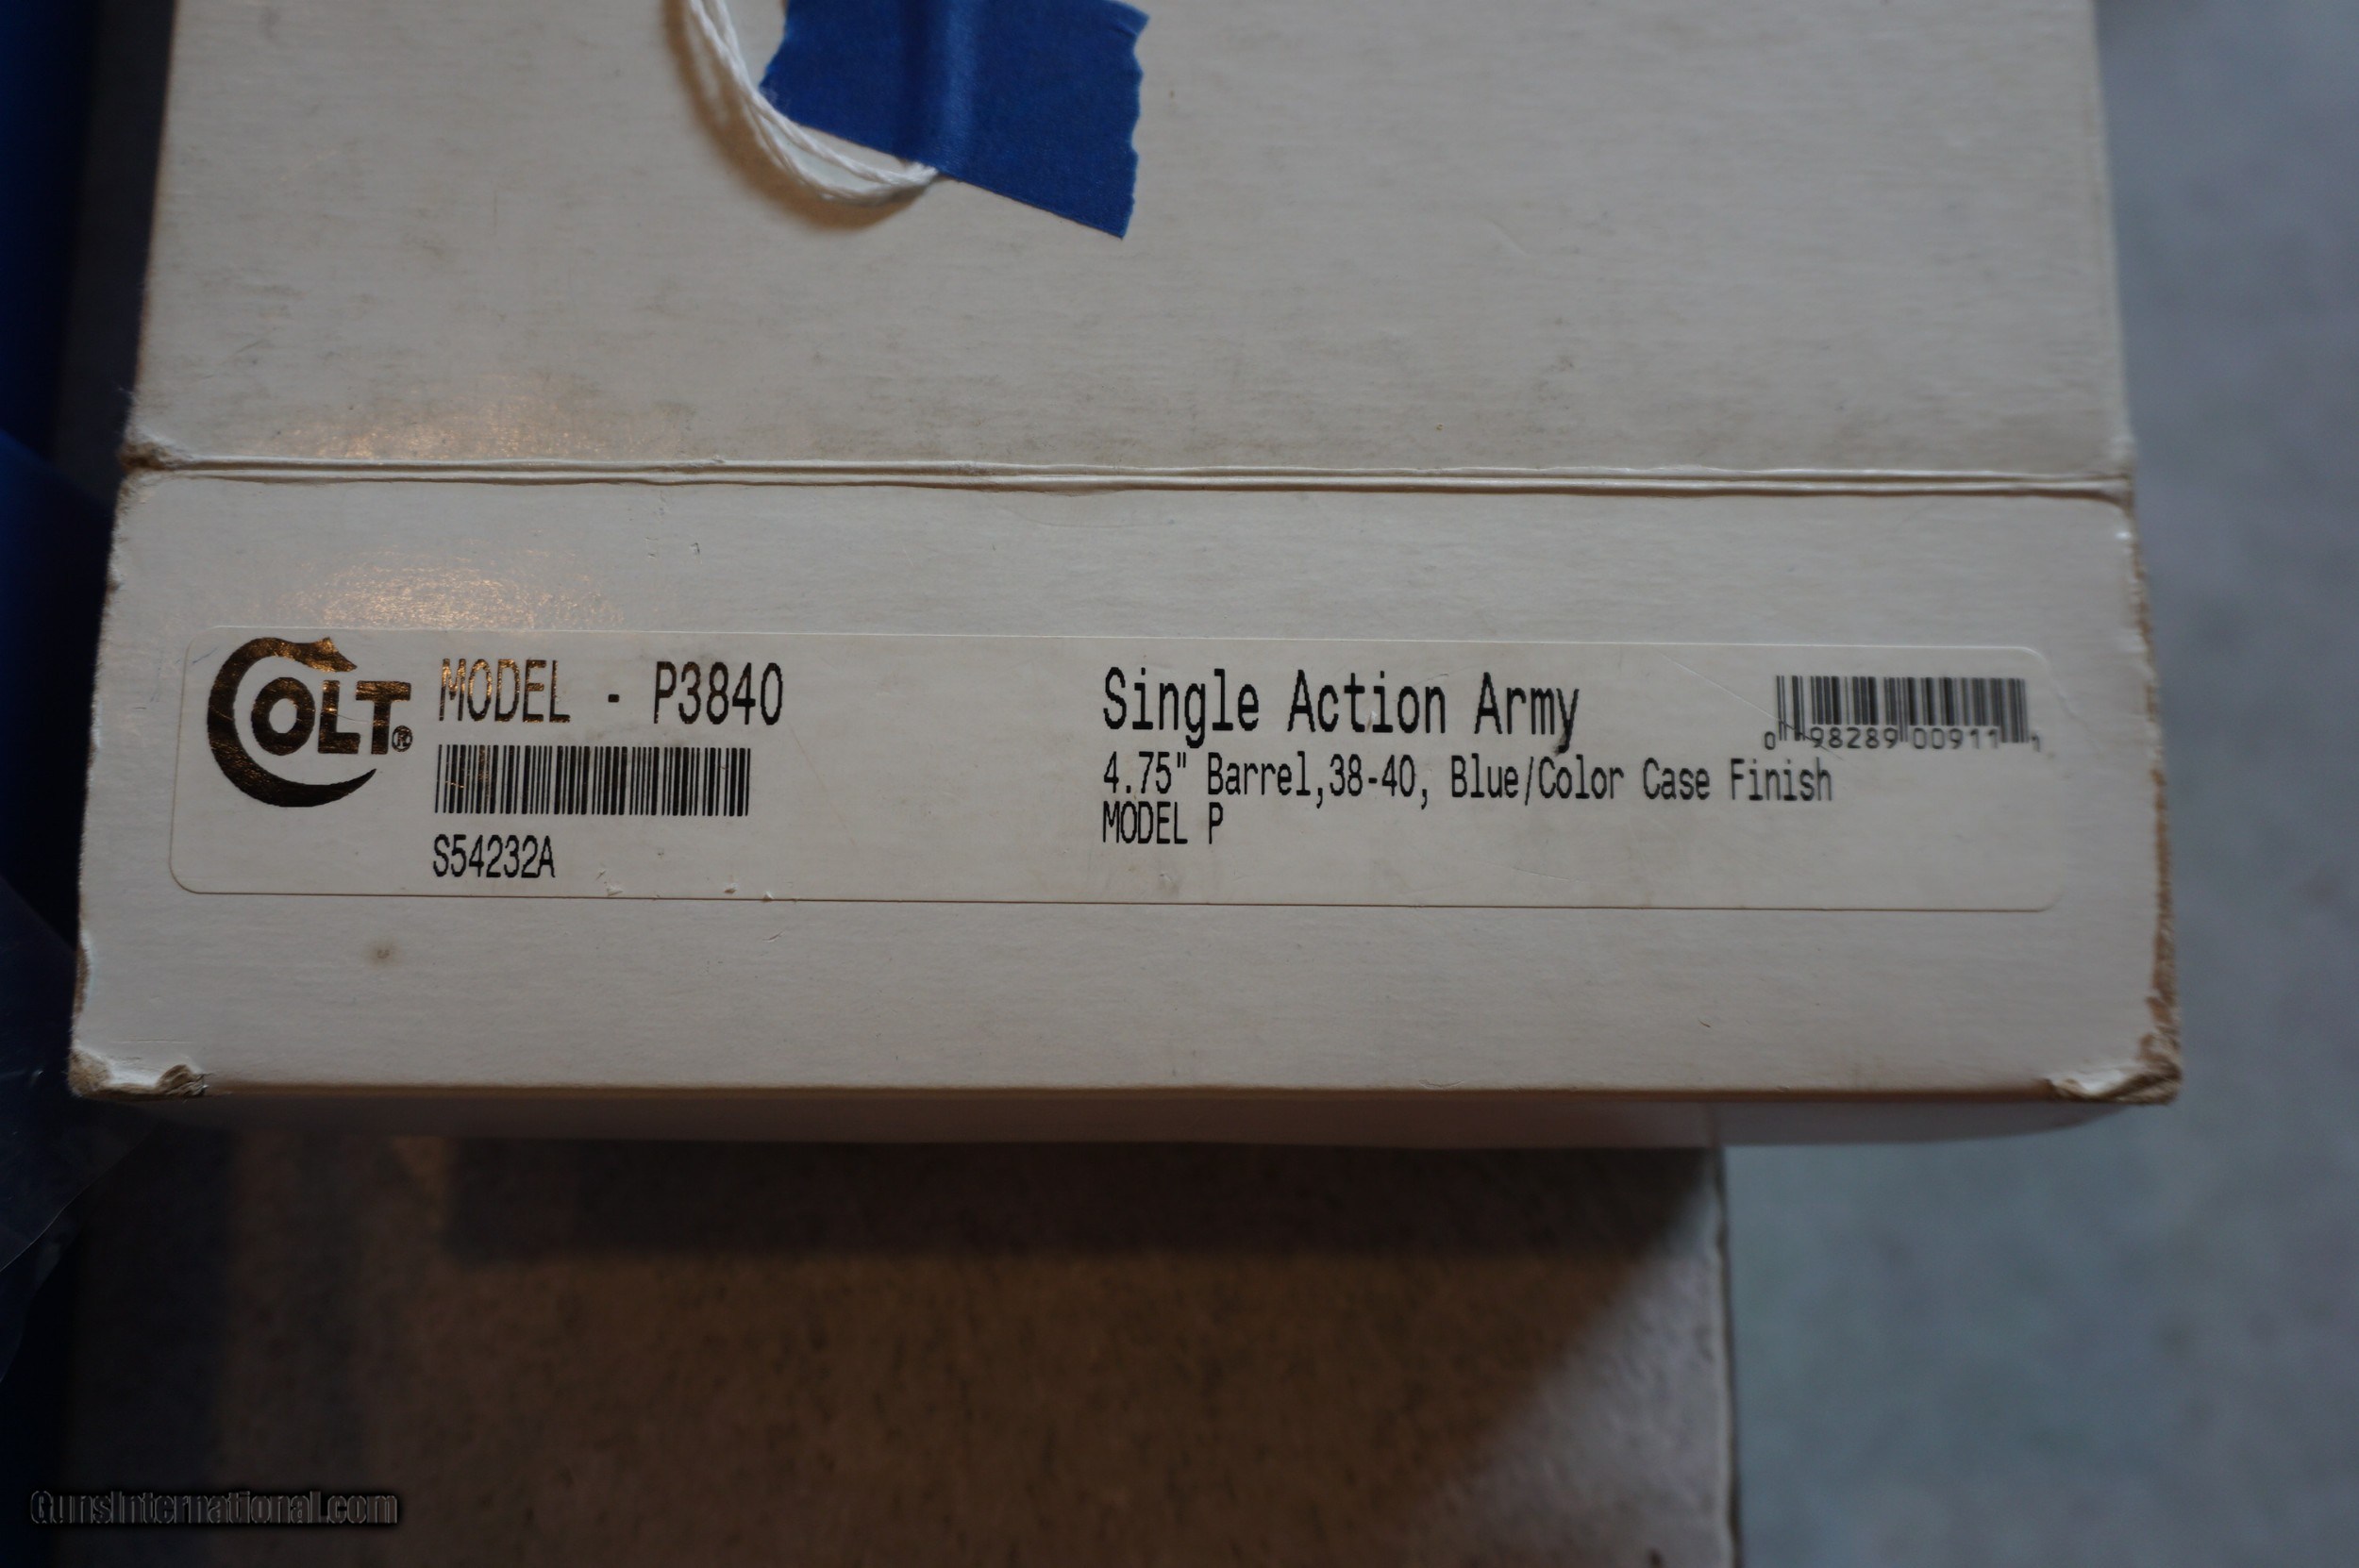 COLT®
MODEL - P3840
S54232A
Single Action Army
4.75" Barrel,38-40, Blue/Color Case Finish
MODEL P
0 98289 00911 1
GunsInternational.com